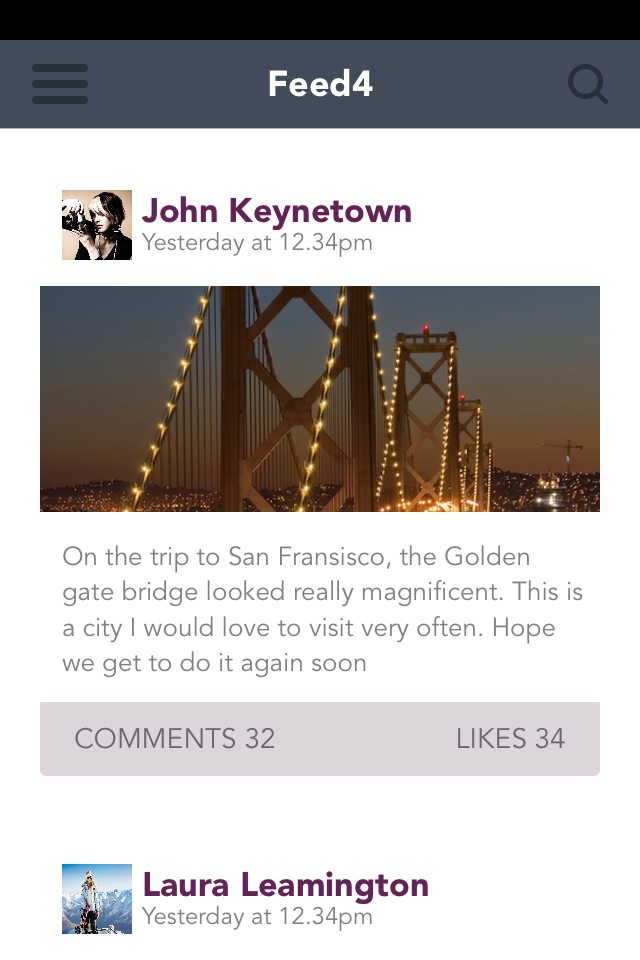 Feed4
John Keynetown
Yesterday at 12.34pm
On the trip to San Fransisco, the Golden
gate bridge looked really magnificent. This is
a city I would love to visit very often. Hope
we get to do it again soon
COMMENTS 32
LIKES 34
Laura Leamington
Yesterday at 12.34pm